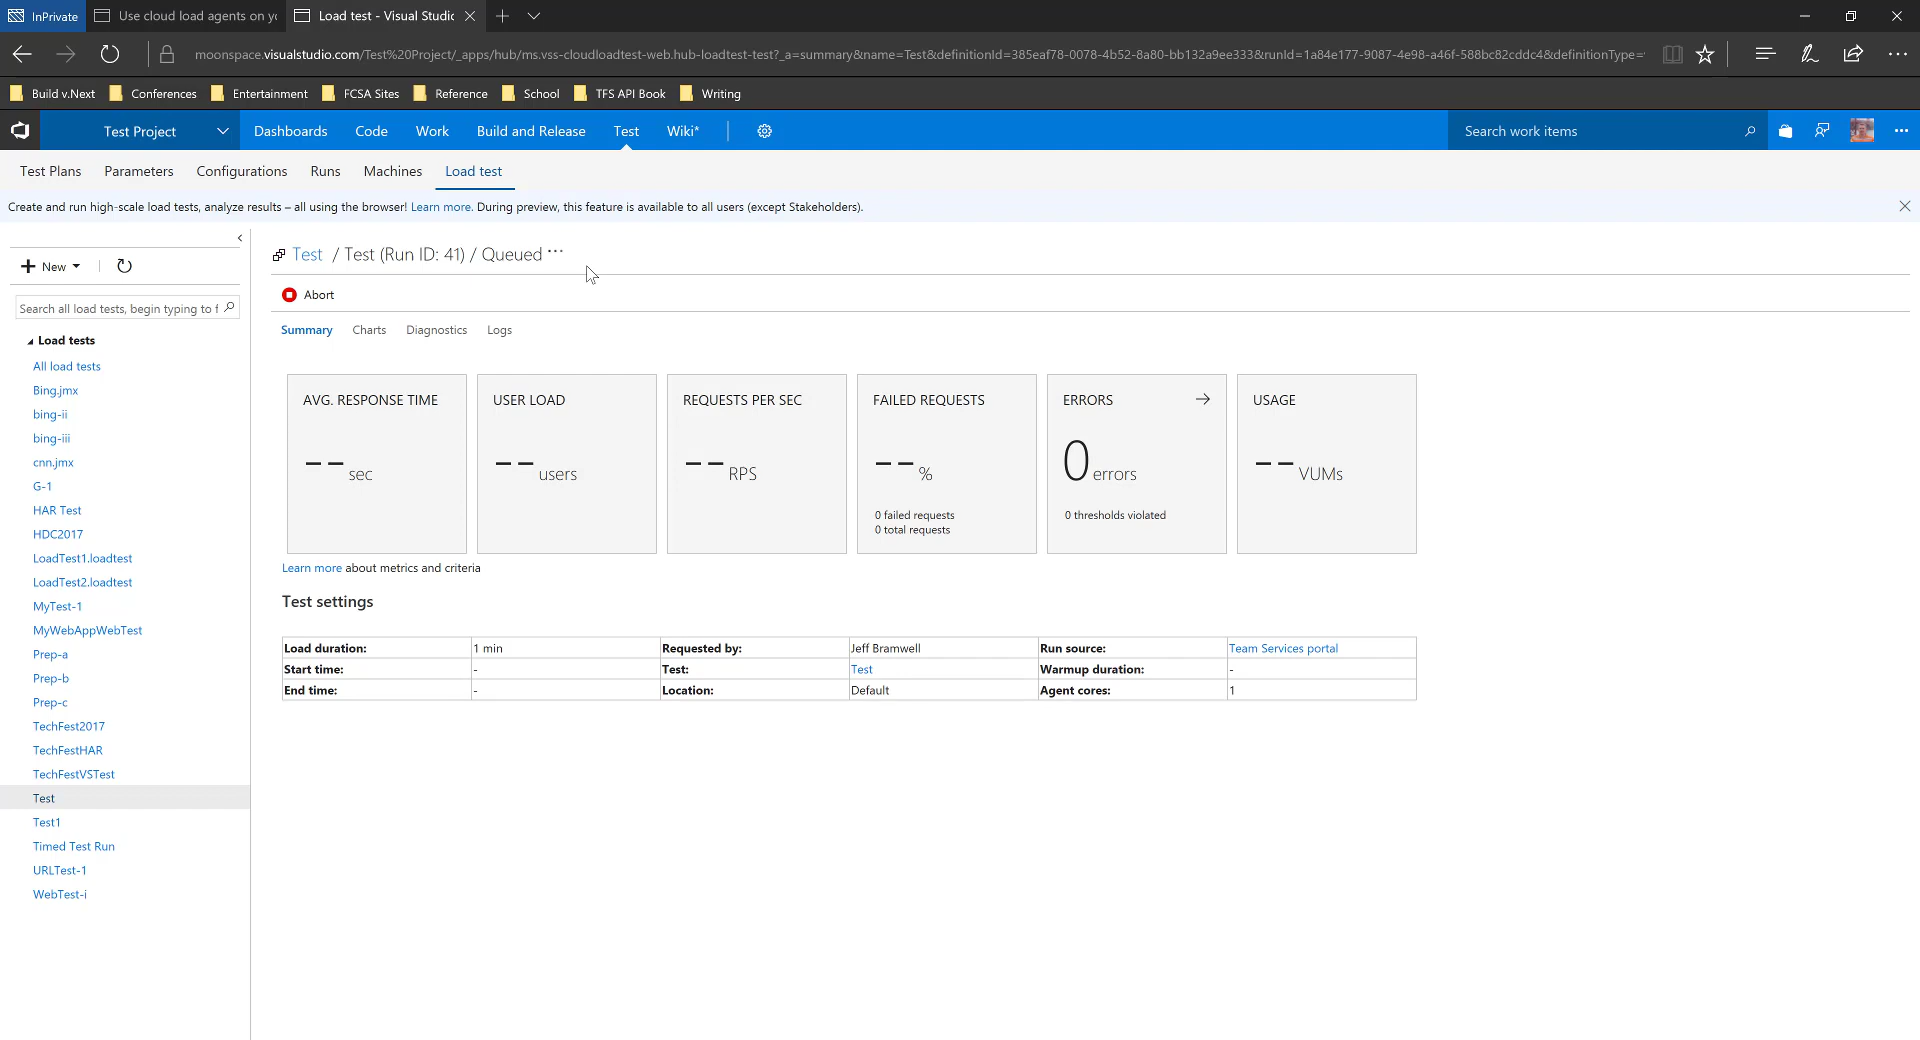 InPrivate
Use cloud load agents on yo
Load test - Visual Studic
moonspace.visualstudio.com/Test%20Project/_apps/hub/ms.vss-cloudloadtest-web.hub-loadtest-test?_a=summary&name=Test&definitionId=385eaf78-0078-4b52-8a80-bb132a9ee333&runId=1a84e177-9087-4e98-a46f-588bc82cddc4&definitionType=
Build v.Next
Conferences
Entertainment
FCSA Sites
Reference
School
TFS API Book
Writing
Test Project
Dashboards
Code
Work
Build and Release
Test
Wiki*
Search work items
Test Plans
Parameters
Configurations
Runs
Machines
Load test
Create and run high-scale load tests, analyze results – all using the browser! Learn more. During preview, this feature is available to all users (except Stakeholders).
New
Search all load tests, begin typing to f
Load tests
All load tests
Bing.jmx
bing-ii
bing-iii
cnn.jmx
G-1
HAR Test
HDC2017
LoadTest1.loadtest
LoadTest2.loadtest
MyTest-1
MyWebAppWebTest
Prep-a
Prep-b
Prep-c
TechFest2017
TechFestHAR
TechFestVSTest
Test
Test1
Timed Test Run
URLTest-1
WebTest-i
Test / Test (Run ID: 41) / Queued ···
Abort
Summary
Charts
Diagnostics
Logs
AVG. RESPONSE TIME
-- sec
USER LOAD
-- users
REQUESTS PER SEC
-- RPS
FAILED REQUESTS
-- %
0 failed requests
0 total requests
ERRORS
0 errors
0 thresholds violated
USAGE
-- VUMs
Learn more about metrics and criteria
Test settings
Load duration: 1 min Requested by: Jeff Bramwell Run source: Team Services portal
Start time: - Test: Test Warmup duration: -
End time: - Location: Default Agent cores: 1